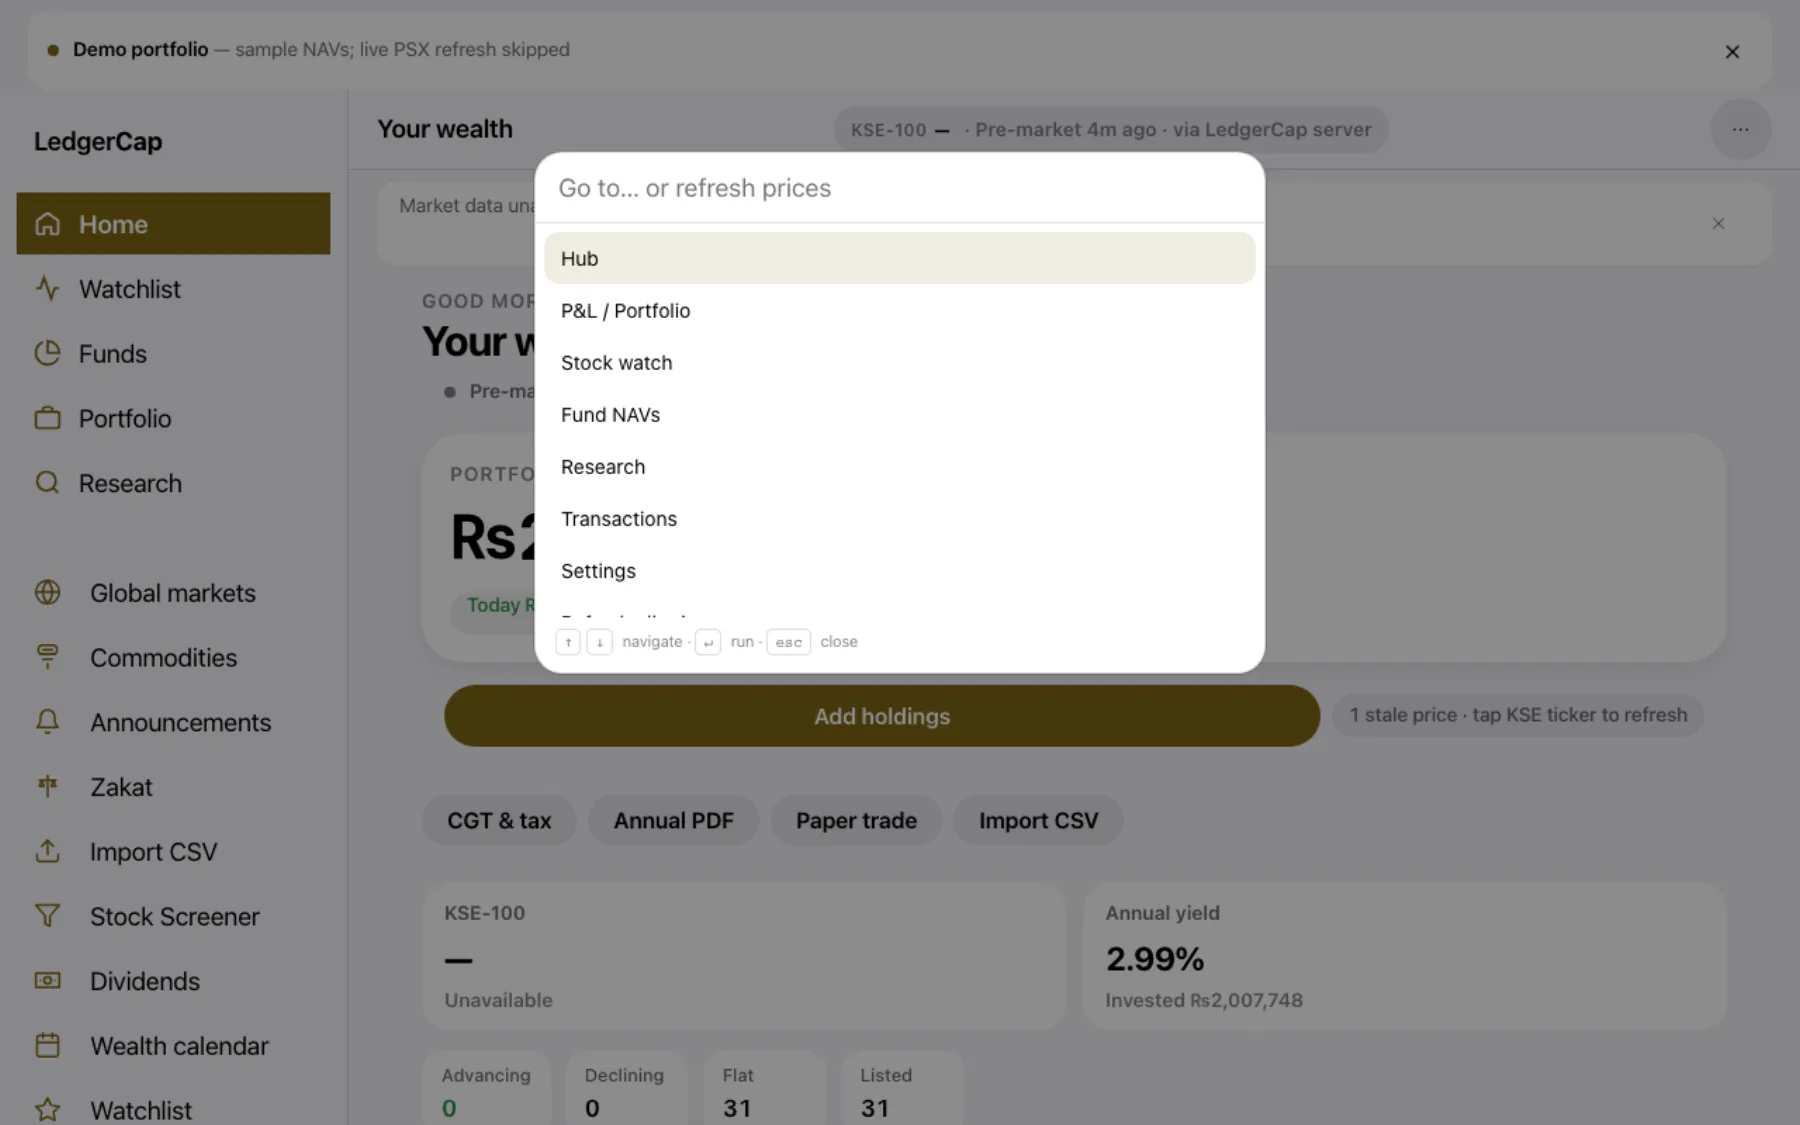 Demo portfolio — sample NAVs; live PSX refresh skipped
LedgerCap
Your wealth
KSE-100 — · Pre-market 4m ago · via LedgerCap server
Home
Watchlist
Funds
Portfolio
Research
Global markets
Commodities
Announcements
Zakat
Import CSV
Stock Screener
Dividends
Wealth calendar
Watchlist
Market data
GOOD
Your
PORTFO
Rs2
Today
Go to... or refresh prices
Hub
P&L / Portfolio
Stock watch
Fund NAVs
Research
Transactions
Settings
↑ ↓ navigate · ↵ run · esc close
Add holdings
1 stale price · tap KSE ticker to refresh
CGT & tax
Annual PDF
Paper trade
Import CSV
KSE-100
—
Unavailable
Annual yield
2.99%
Invested Rs2,007,748
Advancing
0
Declining
0
Flat
31
Listed
31